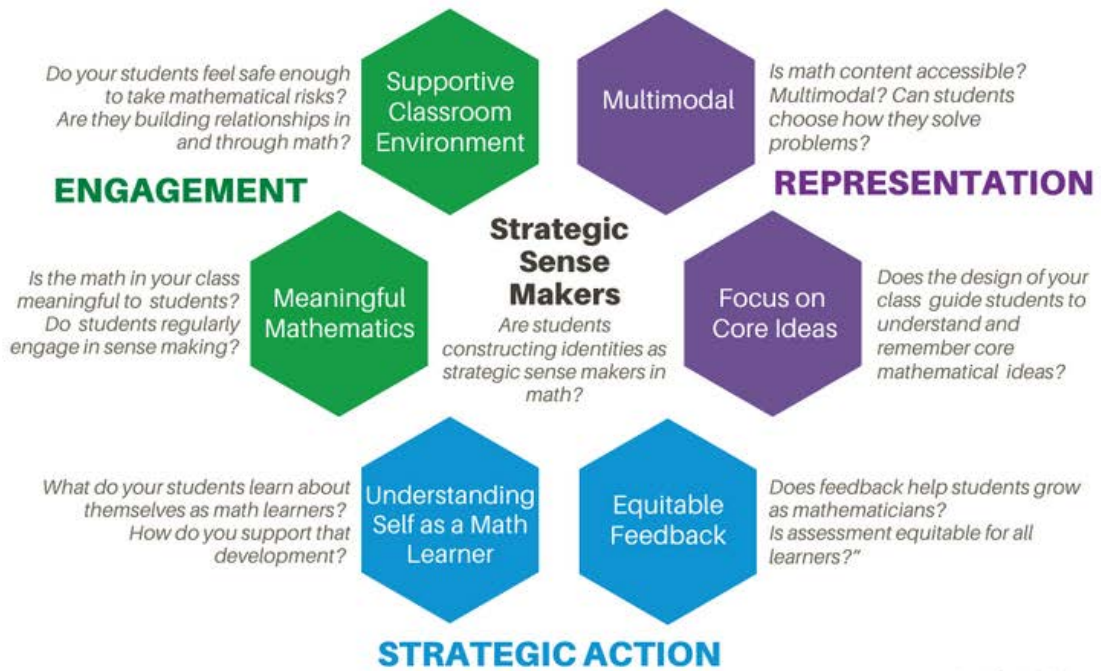 Do your students feel safe enough
to take mathematical risks?
Are they building relationships in
and through math?
Supportive
Classroom
Environment
Multimodal
Is math content accessible?
Multimodal? Can students
choose how they solve
problems?
ENGAGEMENT
REPRESENTATION
Is the math in your class
meaningful to students?
Do students regularly
engage in sense making?
Meaningful
Mathematics
Strategic
Sense
Makers
Are students
constructing identities as
strategic sense makers in
math?
Focus on
Core Ideas
Does the design of your
class guide students to
understand and
remember core
mathematical ideas?
What do your students learn about
themselves as math learners?
How do you support that
development?
Understanding
Self as a Math
Learner
Equitable
Feedback
Does feedback help students grow
as mathematicians?
Is assessment equitable for all
learners?”
STRATEGIC ACTION